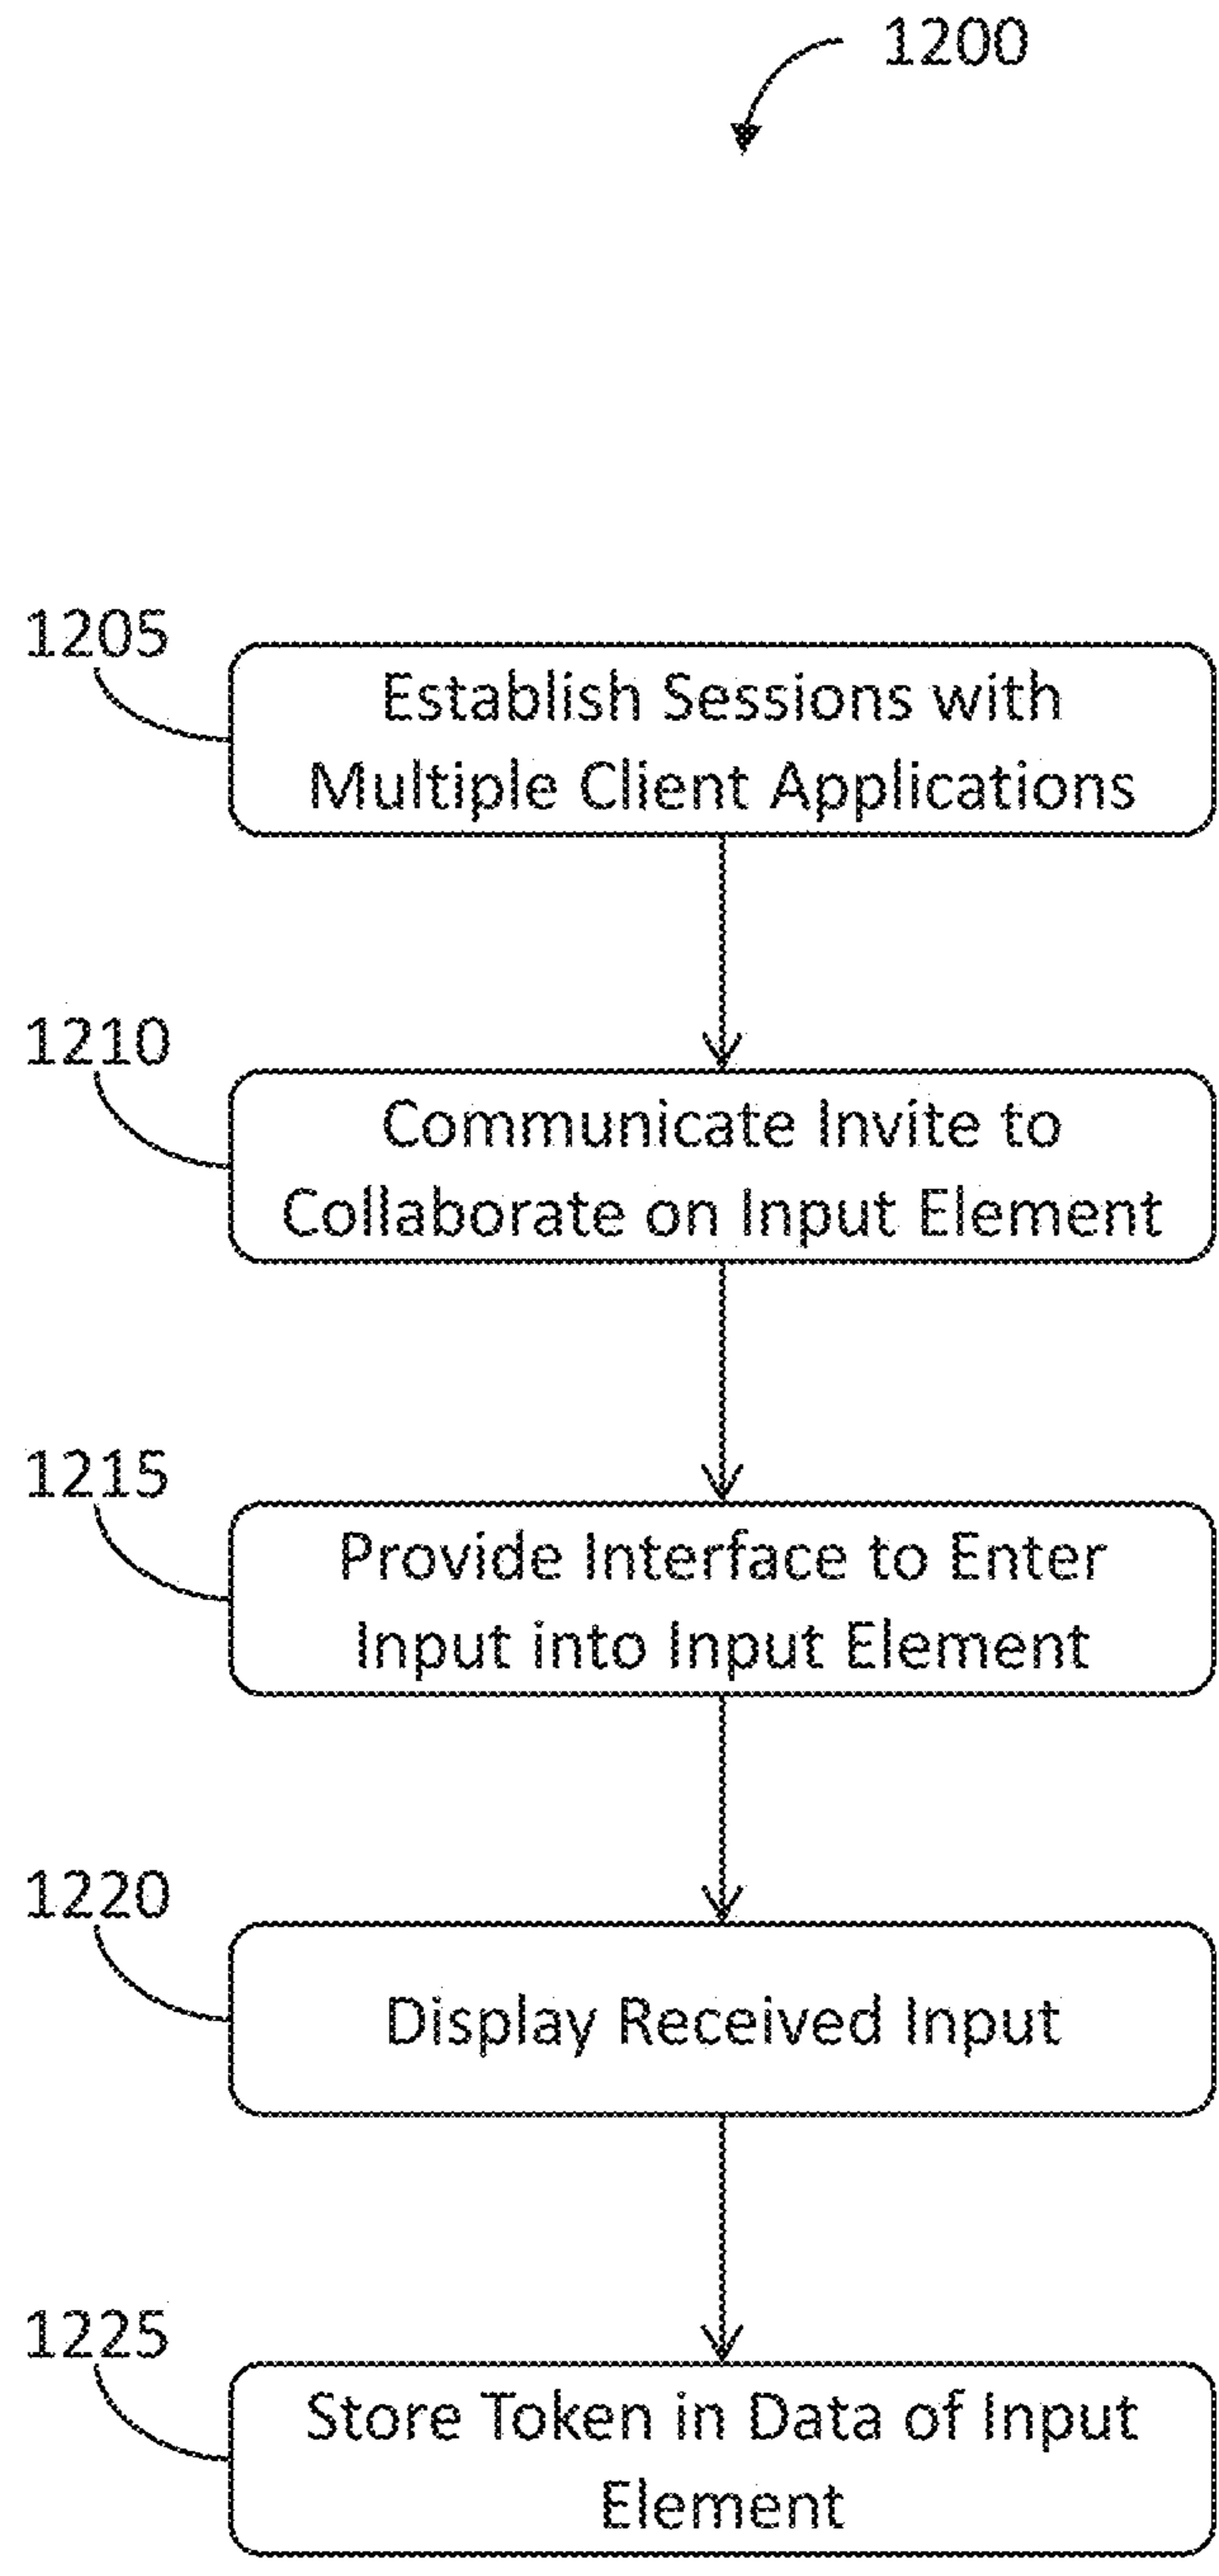 1200
1205
Establish Sessions with
Multiple Client Applications
1210
Communicate Invite to
Collaborate on Input Element
1215
Provide Interface to Enter
Input into Input Element
1220
Display Received Input
1225
Store Token in Data of Input
Element